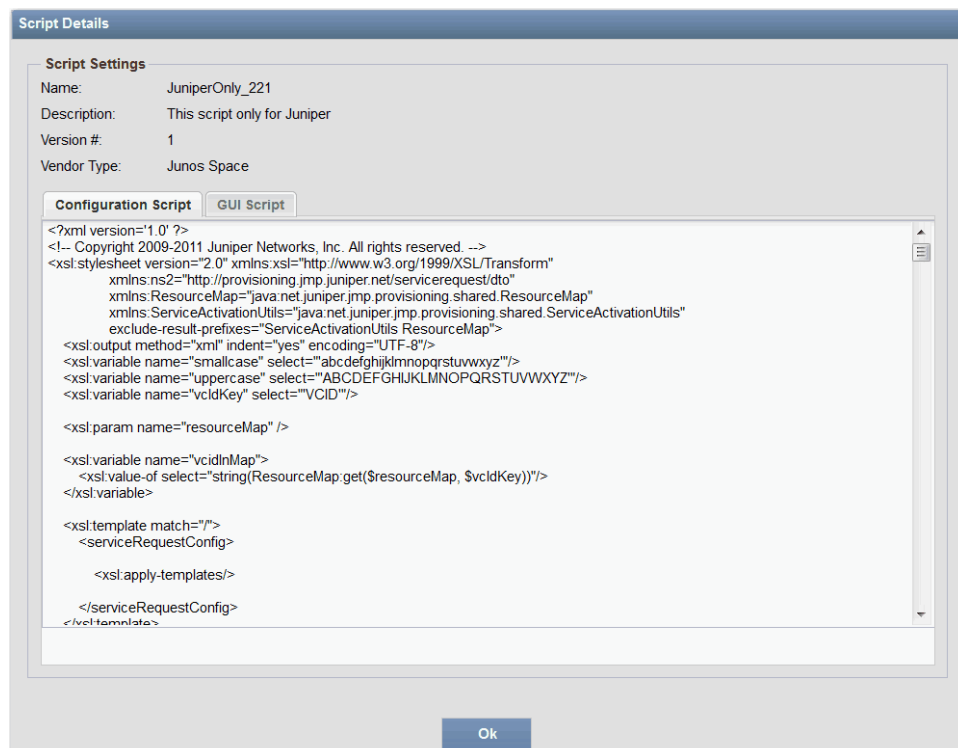 Script Details
Script Settings
Name: JuniperOnly_221
Description: This script only for Juniper
Version #: 1
Vendor Type: Junos Space
Configuration Script GUI Script
<?xml version='1.0' ?>
<!-- Copyright 2009-2011 Juniper Networks, Inc. All rights reserved. -->
<xsl:stylesheet version="2.0" xmlns:xsl="http://www.w3.org/1999/XSL/Transform"
xmlns:ns2="http://provisioning.jmp.juniper.net/servicerequest/dto"
xmlns:ResourceMap="java:net.juniper.jmp.provisioning.shared.ResourceMap"
xmlns:ServiceActivationUtils="java:net.juniper.jmp.provisioning.shared.ServiceActivationUtils"
exclude-result-prefixes="ServiceActivationUtils ResourceMap">
<xsl:output method="xml" indent="yes" encoding="UTF-8"/>
<xsl:variable name="smallcase" select="'abcdefghijklmnopqrstuvwxyz'"/>
<xsl:variable name="uppercase" select="'ABCDEFGHIJKLMNOPQRSTUVWXYZ'"/>
<xsl:variable name="vcIdKey" select="'VCID'"/>
<xsl:param name="resourceMap" />
<xsl:variable name="vcidInMap">
<xsl:value-of select="string(ResourceMap:get($resourceMap, $vcIdKey))"/>
</xsl:variable>
<xsl:template match="/">
<serviceRequestConfig>
<xsl:apply-templates/>
</serviceRequestConfig>
</xsl:template>
Ok